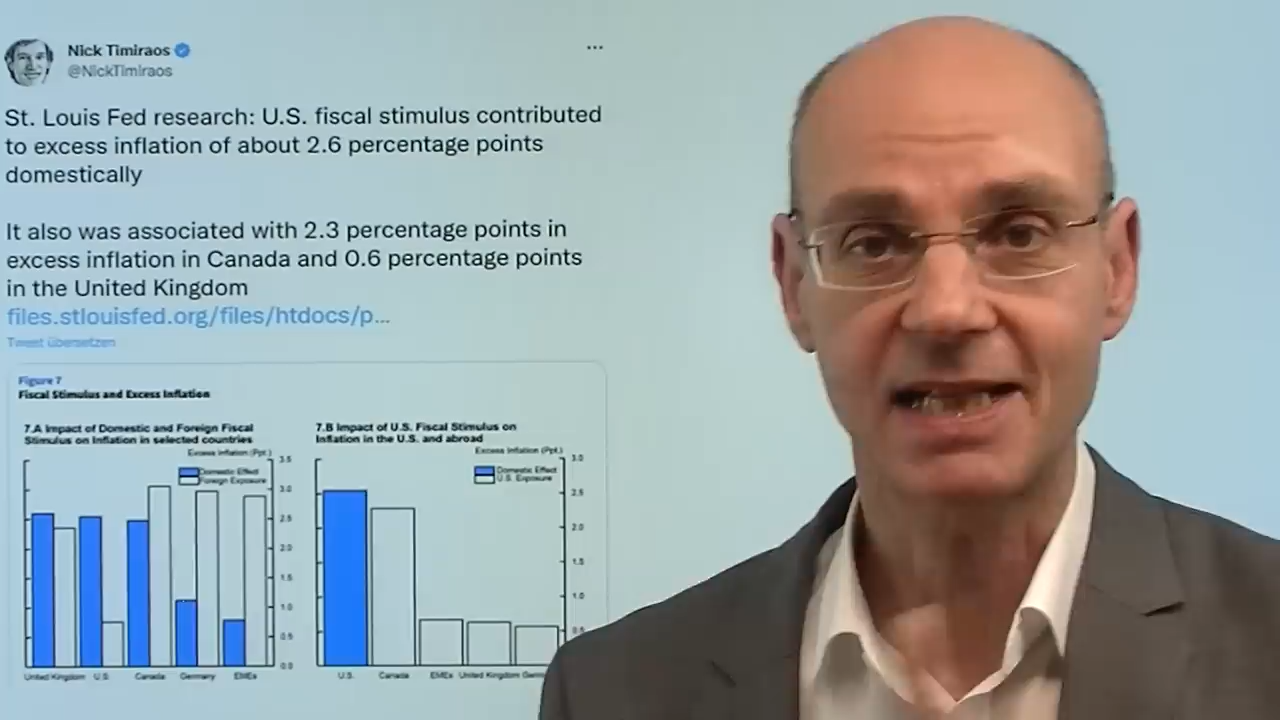 Nick Timiraos
@NickTimiraos
...
St. Louis Fed research: U.S. fiscal stimulus contributed
to excess inflation of about 2.6 percentage points
domestically
It also was associated with 2.3 percentage points in
excess inflation in Canada and 0.6 percentage points
in the United Kingdom
files.stlouisfed.org/files/htdocs/p...
Tweet übersetzen
Figure 7
Fiscal Stimulus and Excess Inflation
7.A Impact of Domestic and Foreign Fiscal
Stimulus on Inflation in selected countries
Excess Inflation (Ppt.)
Domestic Effect
Foreign Exposure
3.5
3.0
2.5
2.0
1.5
1.0
0.5
0.0
United Kingdom U.S. Canada Germany EMEs
7.B Impact of U.S. Fiscal Stimulus on
Inflation in the U.S. and abroad
Excess Inflation (Ppt.)
Domestic Effect
U.S. Exposure
3.0
2.5
2.0
1.5
1.0
0.5
U.S. Canada EMEs United Kingdom